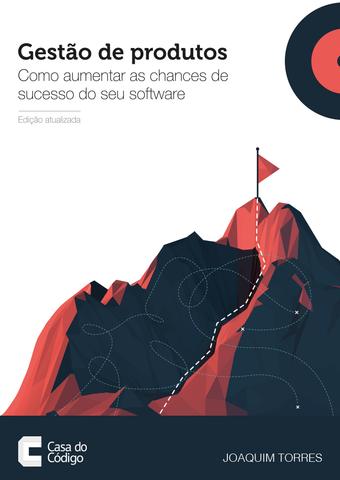 Gestão de produtos
Como aumentar as chances de
sucesso do seu software
Edição atualizada
Casa do
Código
JOAQUIM TORRES